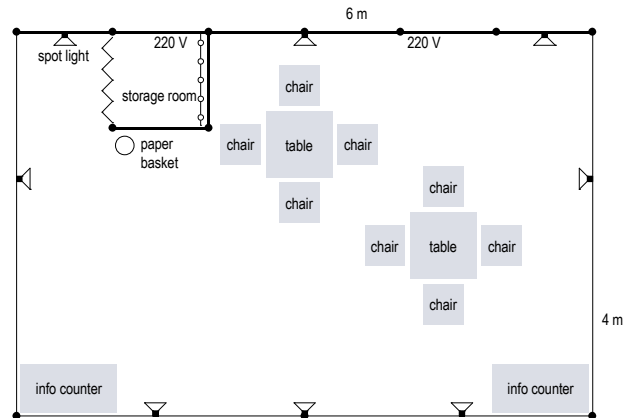 6 m
220 V
220 V
spot light
chair
storage room
paper
basket
chair
table
chair
chair
chair
chair
table
chair
chair
4 m
info counter
info counter